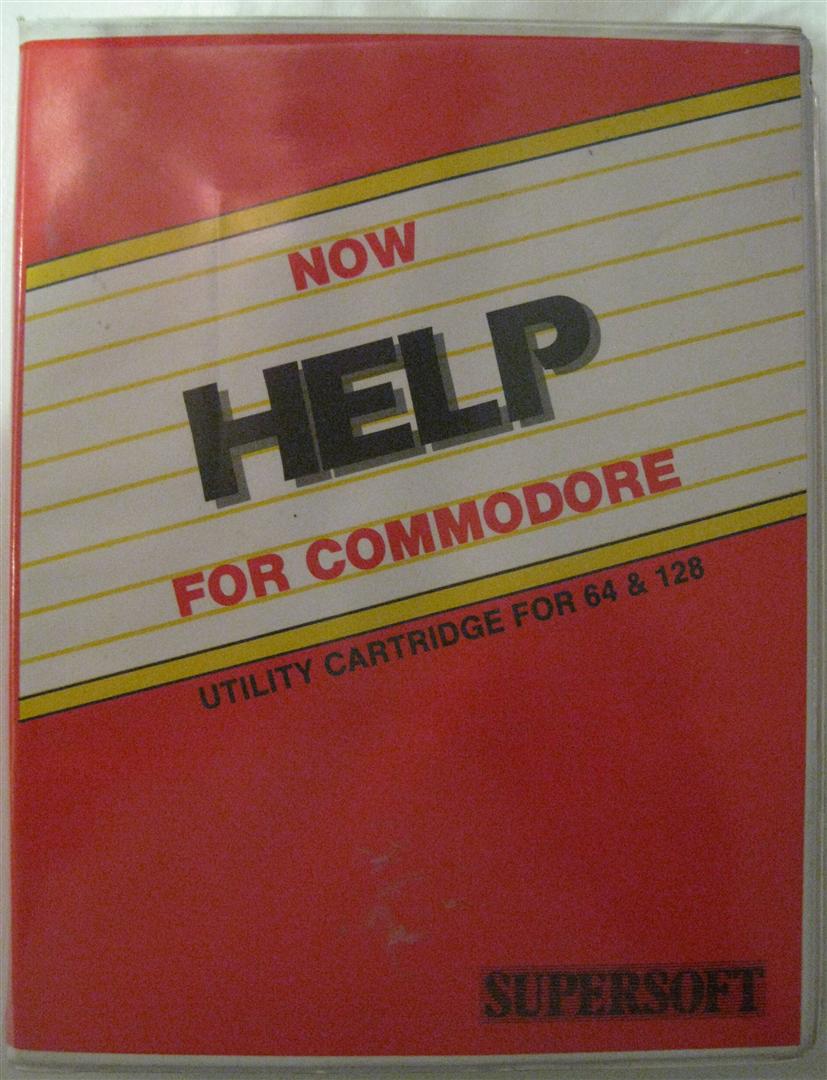 NOW
HELP
FOR COMMODORE
UTILITY CARTRIDGE FOR 64 & 128
SUPERSOFT